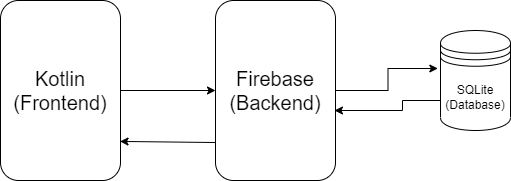 Kotlin
(Frontend)
Firebase
(Backend)
SQLite
(Database)